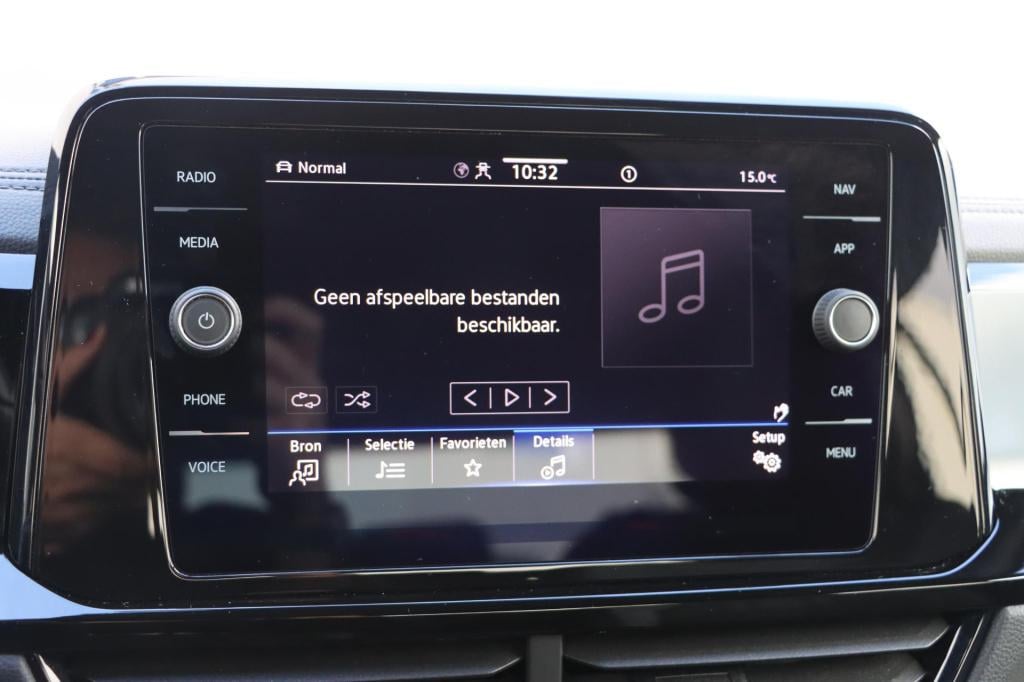 RADIO
MEDIA
PHONE
VOICE
Normal
10:32
1
15.0°C
Geen afspeelbare bestanden
beschikbaar.
Bron
Selectie
Favorieten
Details
Setup
NAV
APP
CAR
MENU